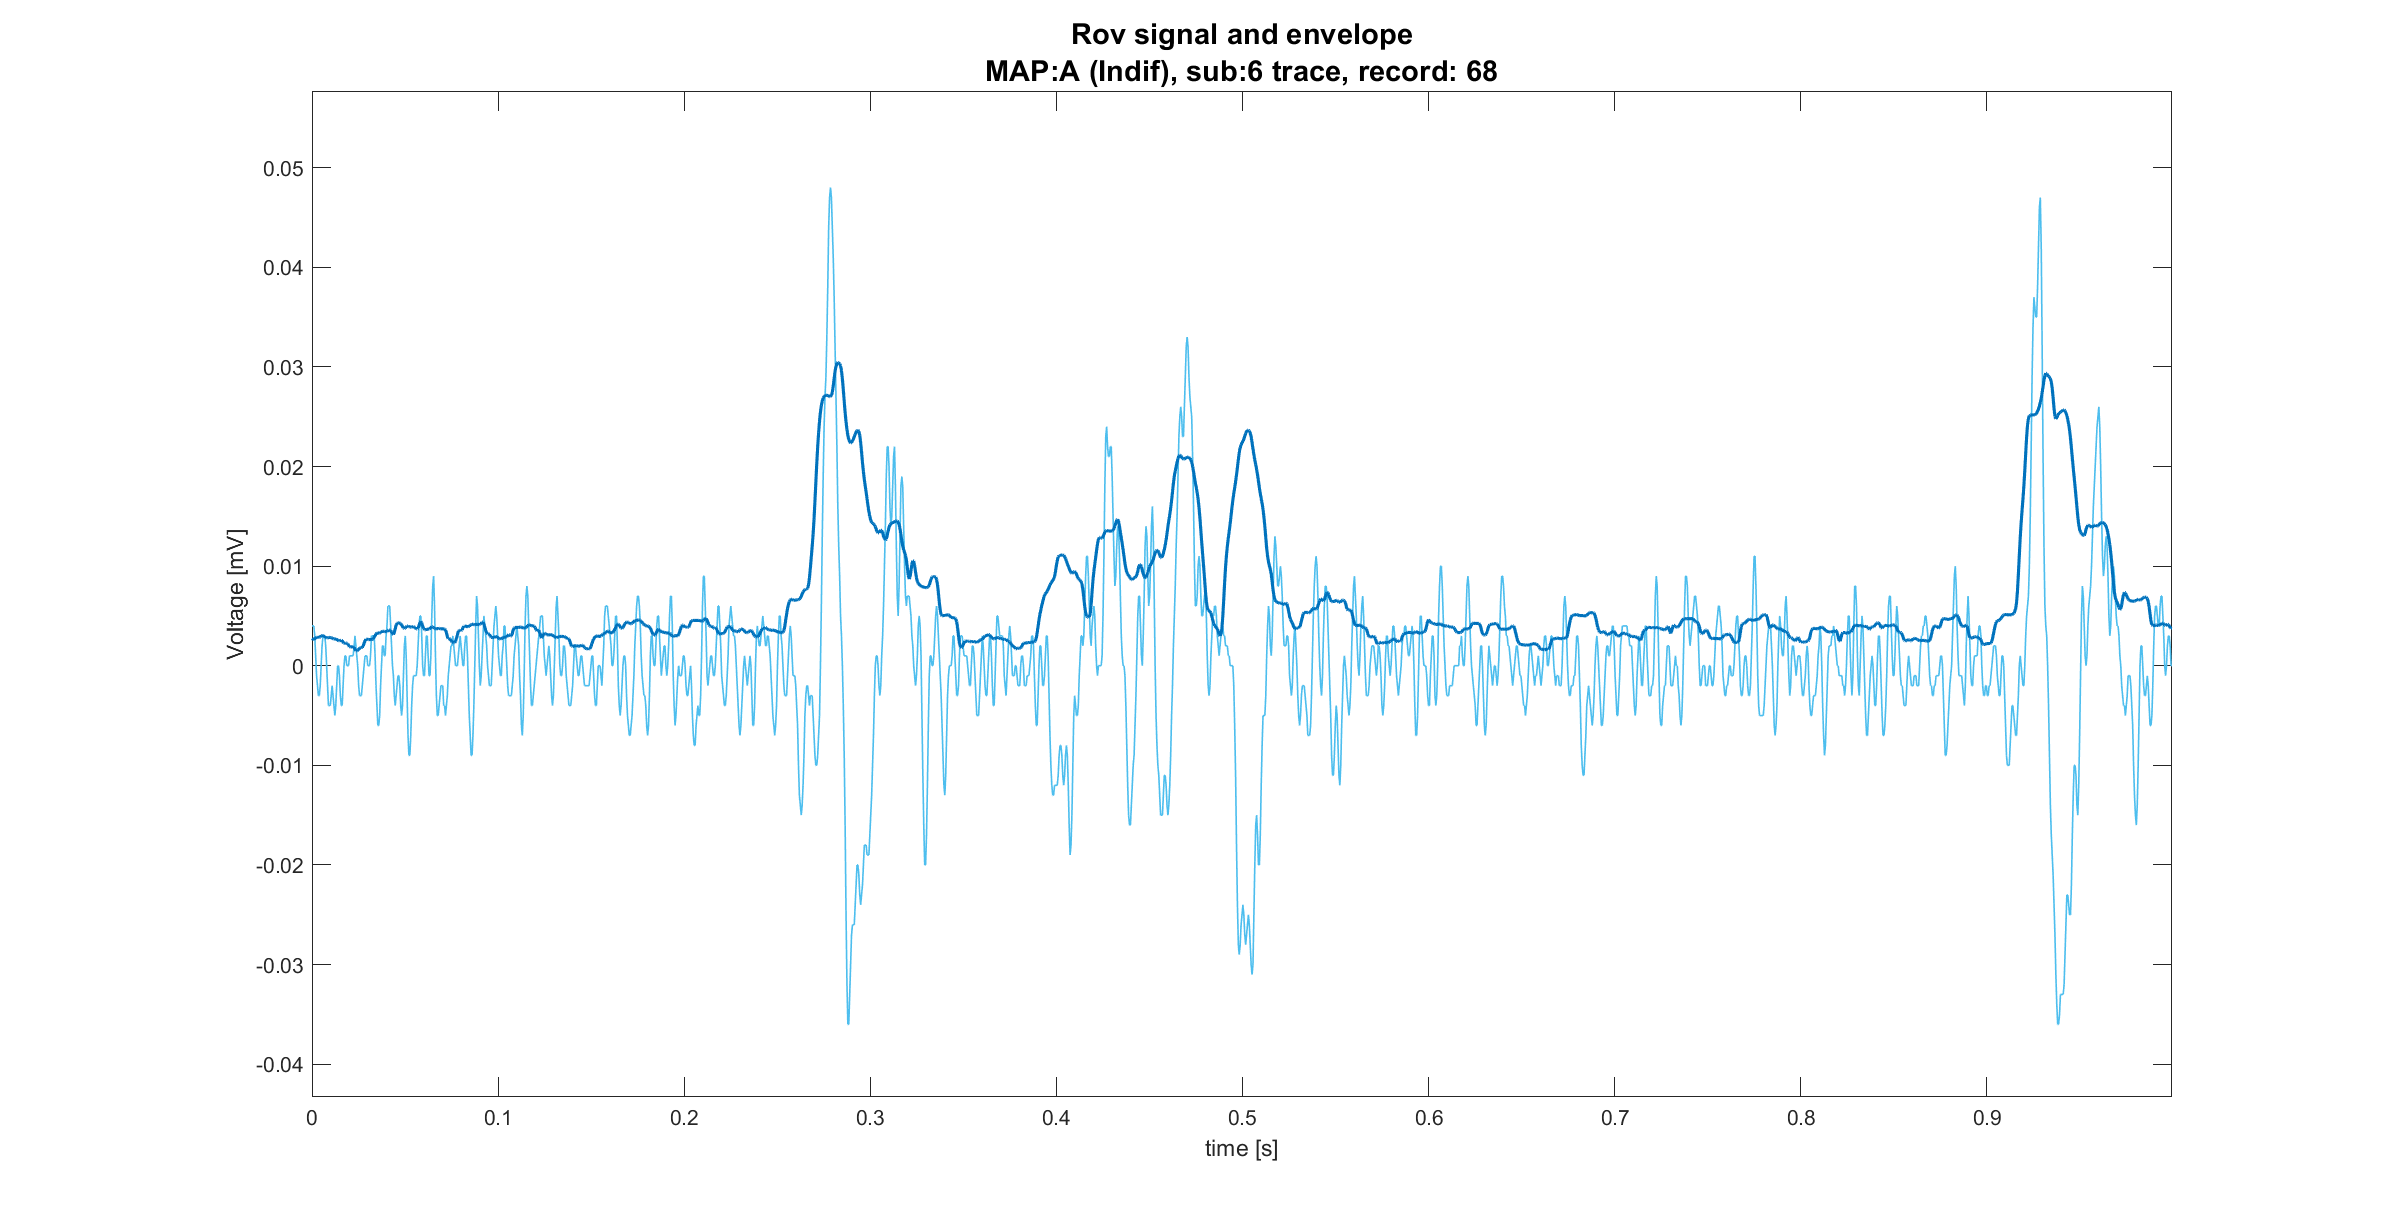 Rov signal and envelope
MAP:A (Indif), sub:6 trace, record: 68
Voltage [mV]
0.05
0.04
0.03
0.02
0.01
0
-0.01
-0.02
-0.03
-0.04
0 0.1 0.2 0.3 0.4 0.5 0.6 0.7 0.8 0.9
time [s]